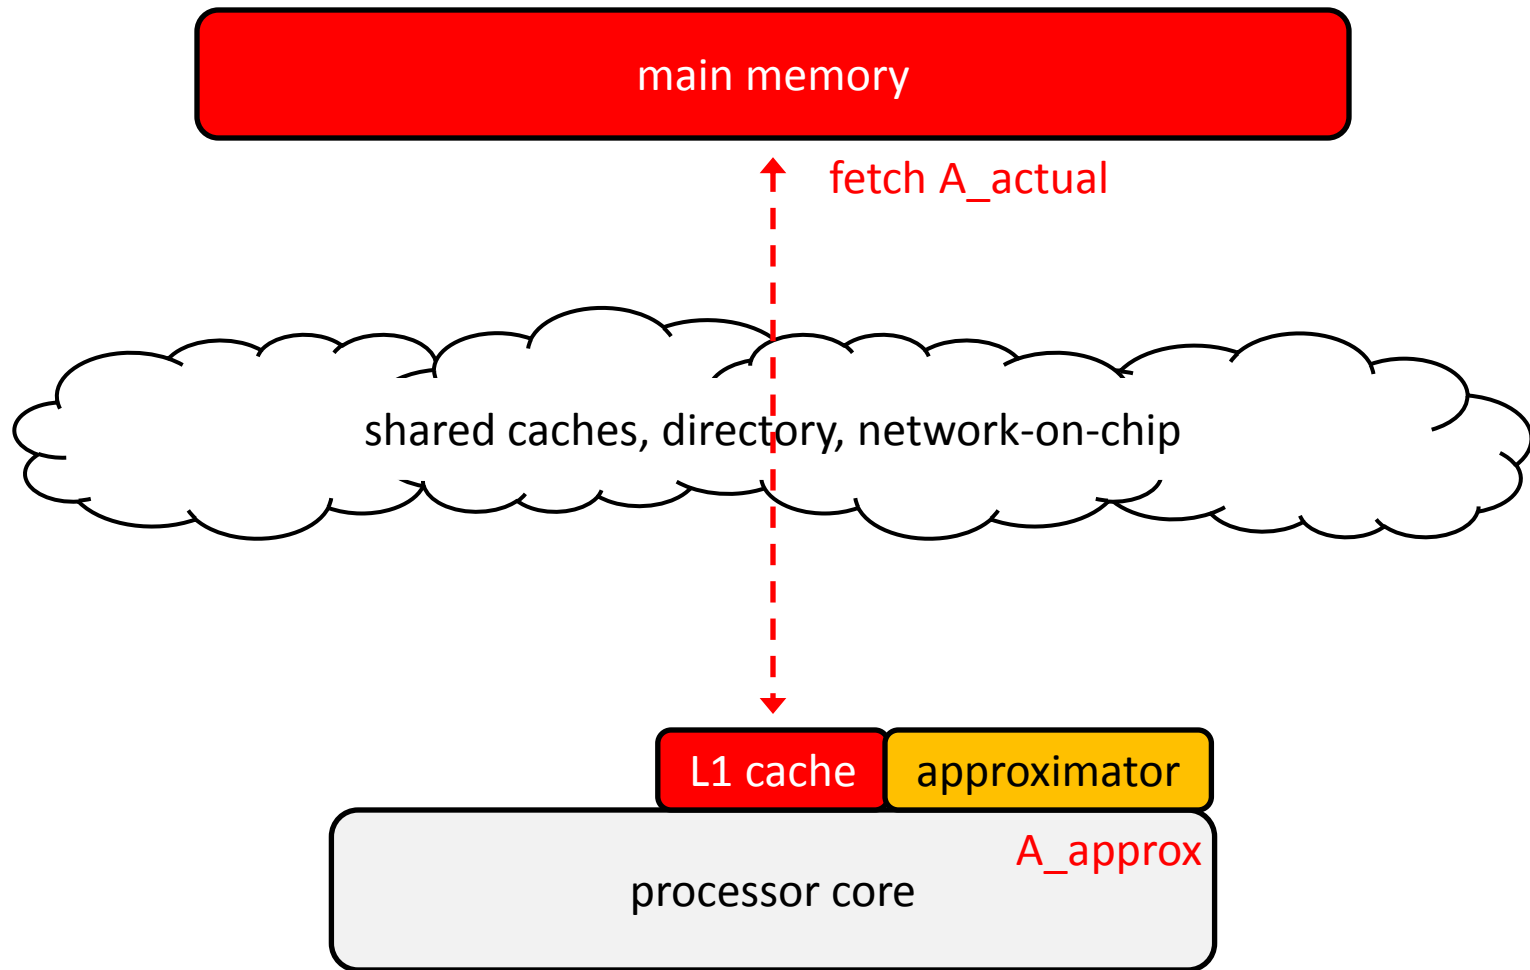 main memory
fetch A_actual
shared caches, directory, network-on-chip
L1 cache
approximator
A_approx
processor core